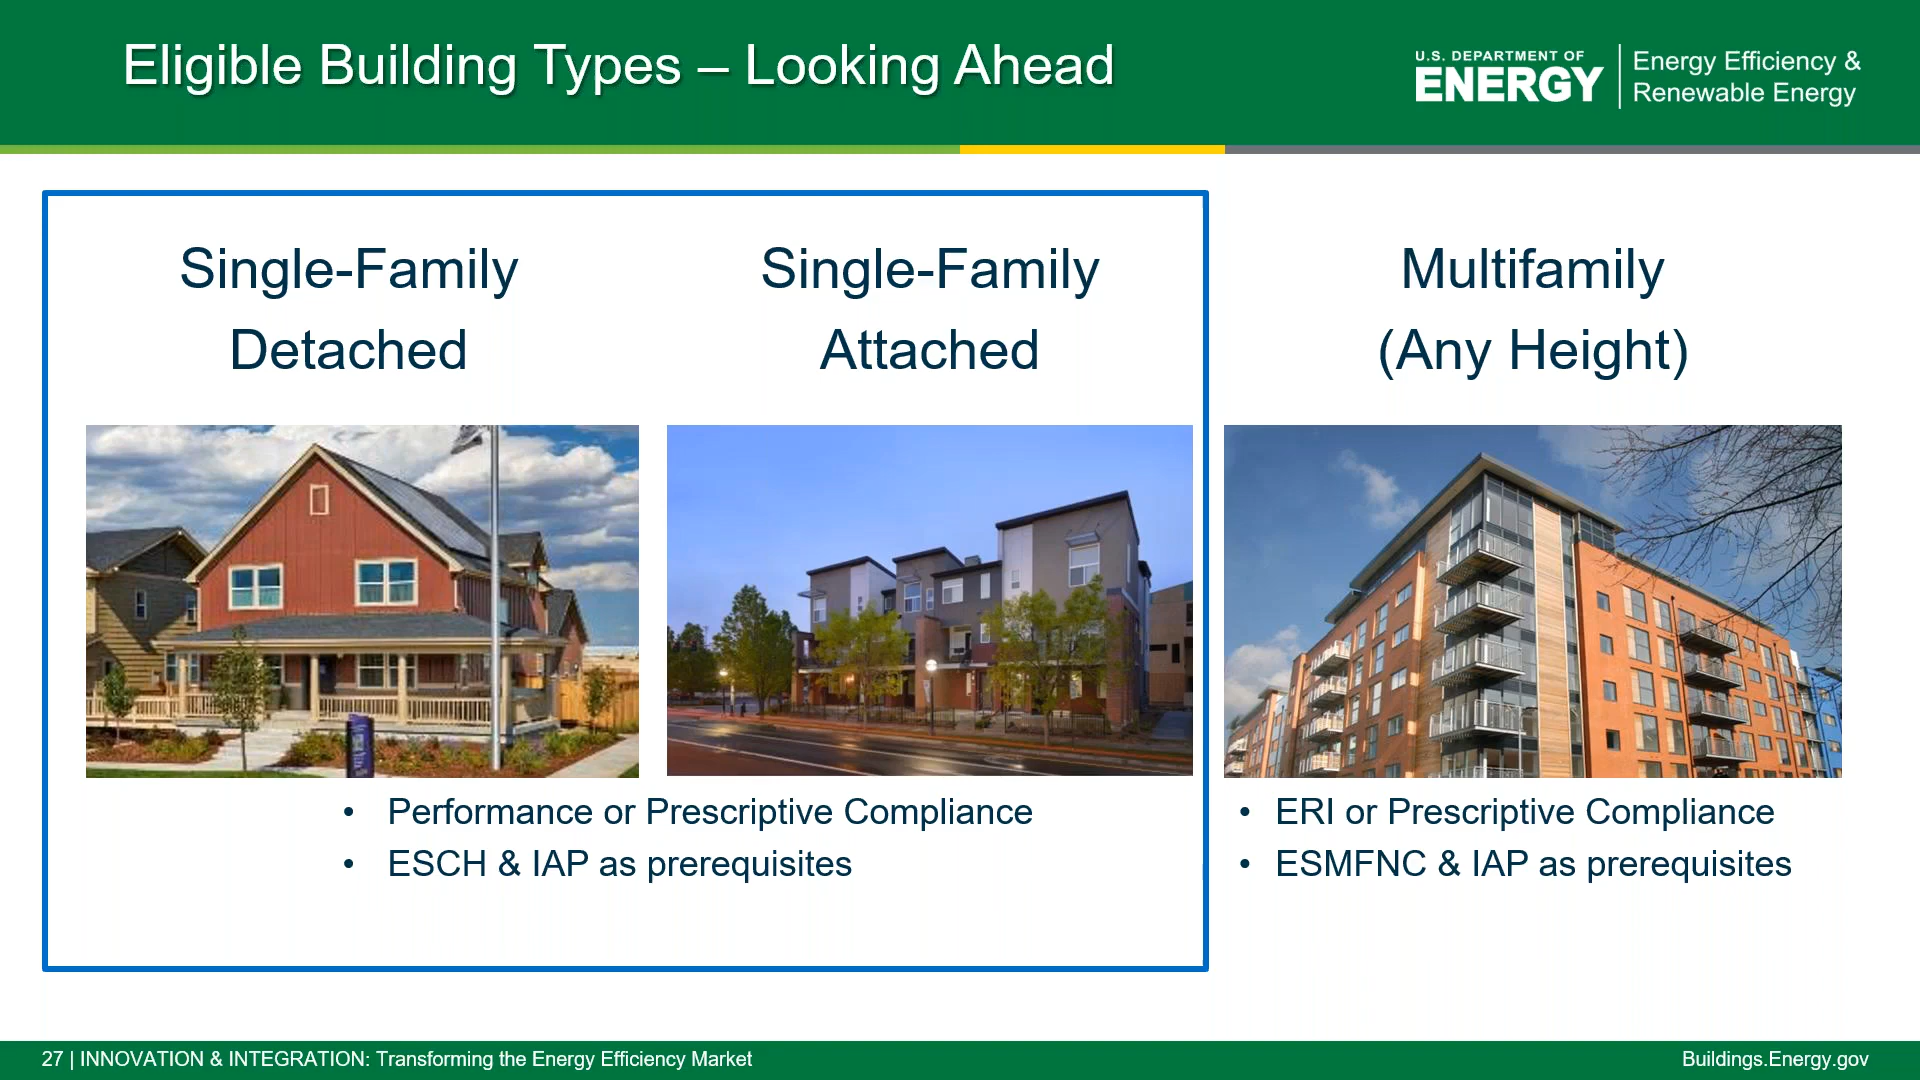 Eligible Building Types – Looking Ahead
U.S. DEPARTMENT OF
ENERGY
Energy Efficiency &
Renewable Energy
Single-Family
Detached
Single-Family
Attached
Multifamily
(Any Height)
• Performance or Prescriptive Compliance
• ESCH & IAP as prerequisites
• ERI or Prescriptive Compliance
• ESMFNC & IAP as prerequisites
27 | INNOVATION & INTEGRATION: Transforming the Energy Efficiency Market
Buildings.Energy.gov